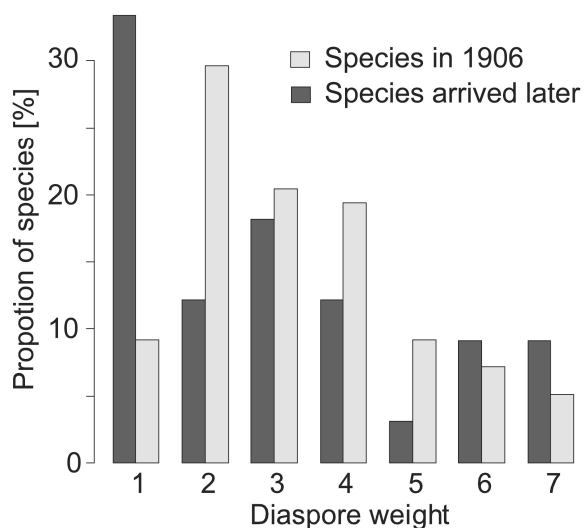 Propotion of species [%]
30
20
10
0
Species in 1906
Species arrived later
1 2 3 4 5 6 7
Diaspore weight